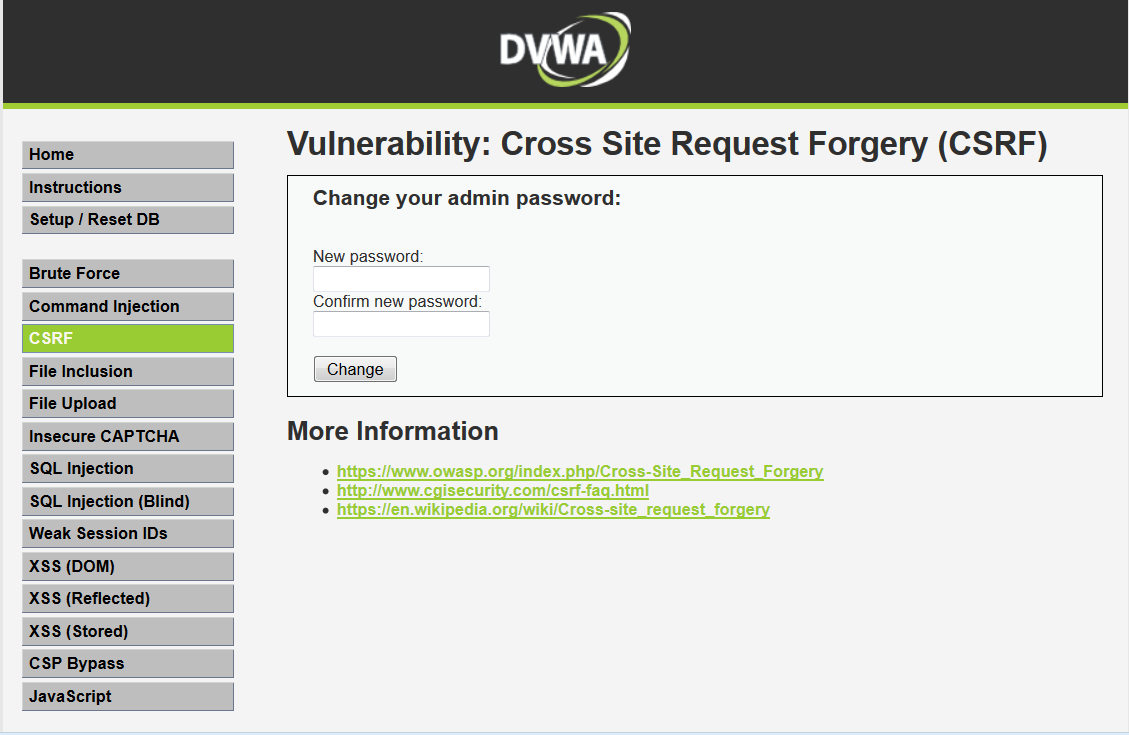 DVWA
Home
Instructions
Setup / Reset DB
Brute Force
Command Injection
CSRF
File Inclusion
File Upload
Insecure CAPTCHA
SQL Injection
SQL Injection (Blind)
Weak Session IDs
XSS (DOM)
XSS (Reflected)
XSS (Stored)
CSP Bypass
JavaScript
Vulnerability: Cross Site Request Forgery (CSRF)
Change your admin password:
New password:
Confirm new password:
Change
More Information
https://www.owasp.org/index.php/Cross-Site_Request_Forgery
http://www.cgisecurity.com/csrf-faq.html
https://en.wikipedia.org/wiki/Cross-site_request_forgery